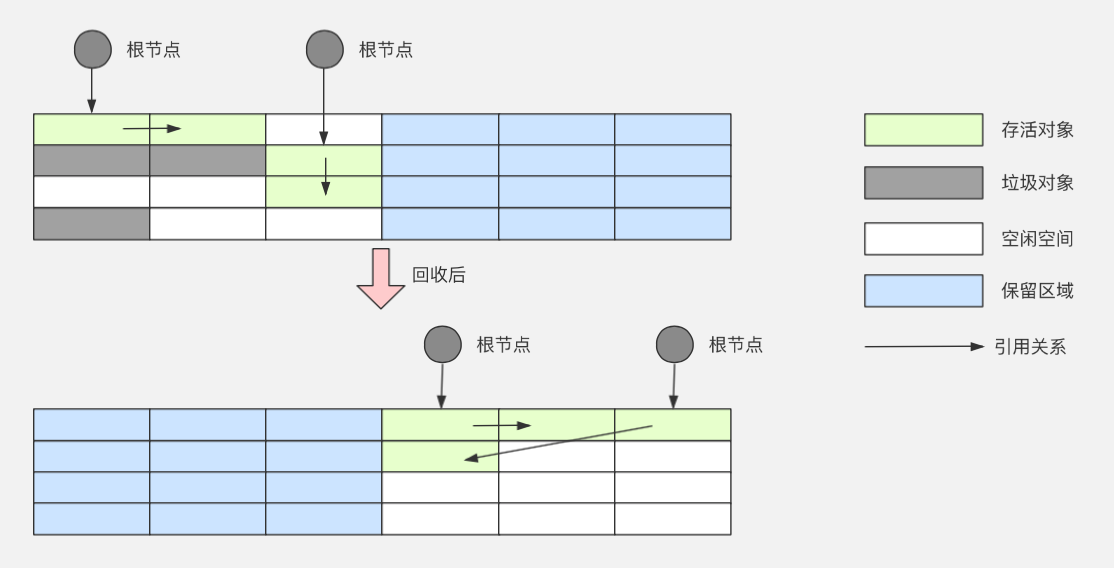 根节点
根节点
存活对象
垃圾对象
空闲空间
保留区域
引用关系
回收后
根节点
根节点